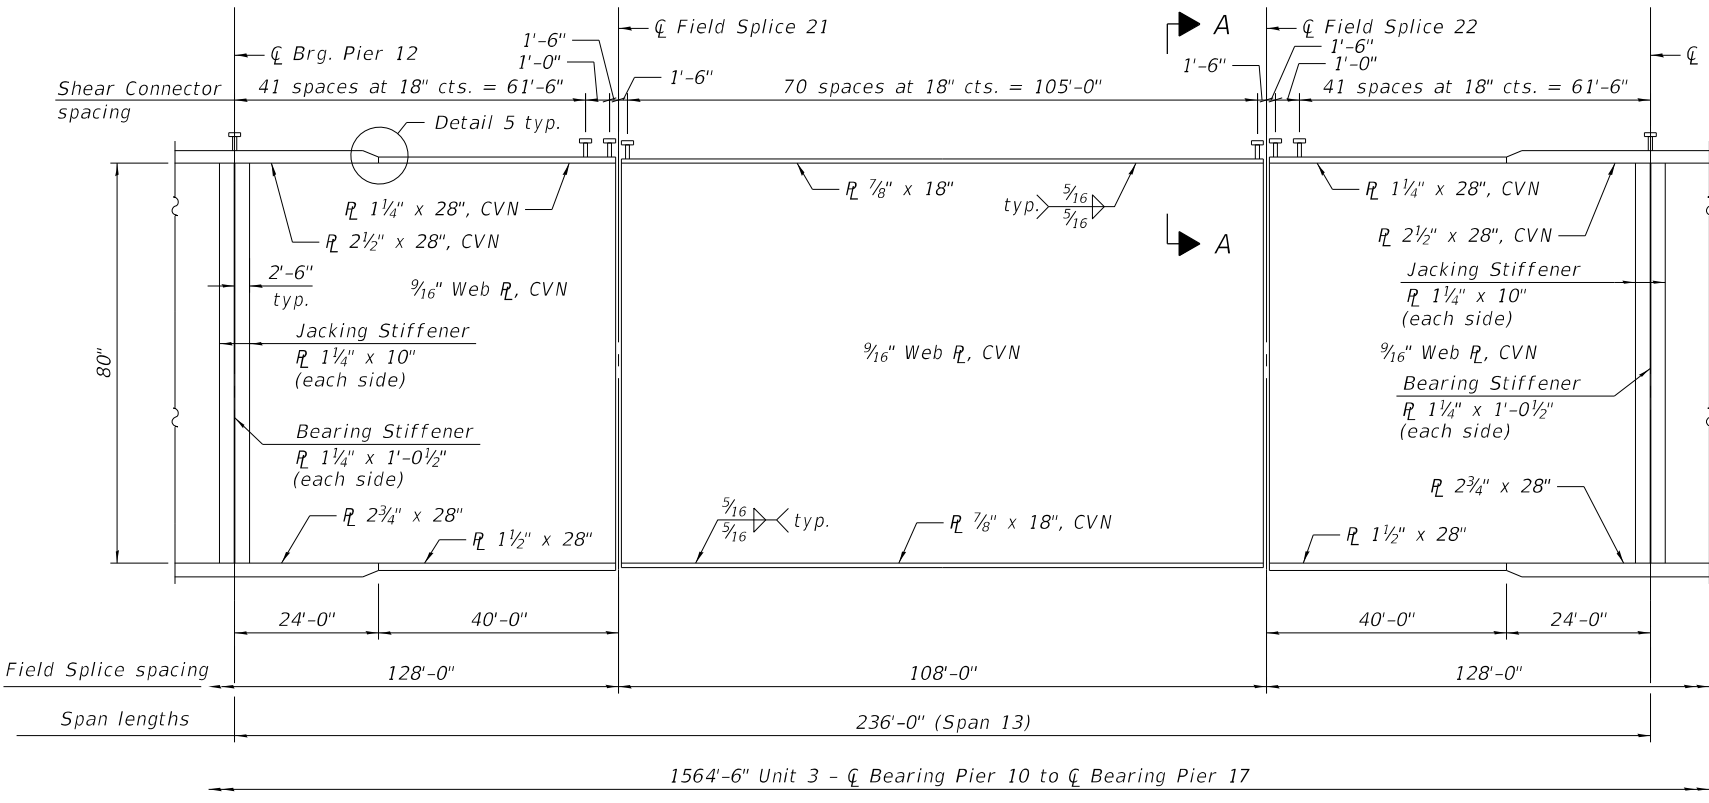 ℄ Field Splice 21
A
℄ Field Splice 22
1'-6"
℄ Brg. Pier 12
1'-0"
1'-6"
1'-6"
1'-6"
1'-0"
℄
Shear Connector
spacing
41 spaces at 18" cts. = 61'-6"
70 spaces at 18" cts. = 105'-0"
41 spaces at 18" cts. = 61'-6"
Detail 5 typ.
PL 7/8" x 18"
typ.
5/16
5/16
PL 1¼" x 28", CVN
PL 1¼" x 28", CVN
PL 2½" x 28", CVN
A
PL 2½" x 28", CVN
2'-6"
typ.
9/16" Web PL, CVN
Jacking Stiffener
PL 1¼" x 10"
(each side)
Jacking Stiffener
PL 1¼" x 10"
(each side)
80"
9/16" Web PL, CVN
9/16" Web PL, CVN
Bearing Stiffener
PL 1¼" x 1'-0½"
(each side)
Bearing Stiffener
PL 1¼" x 1'-0½"
(each side)
PL 2¾" x 28"
PL 2¾" x 28"
5/16
5/16
typ.
PL 7/8" x 18", CVN
PL 1½" x 28"
PL 1½" x 28"
24'-0"
40'-0"
40'-0"
24'-0"
Field Splice spacing
128'-0"
108'-0"
128'-0"
Span lengths
236'-0" (Span 13)
1564'-6" Unit 3 - ℄ Bearing Pier 10 to ℄ Bearing Pier 17